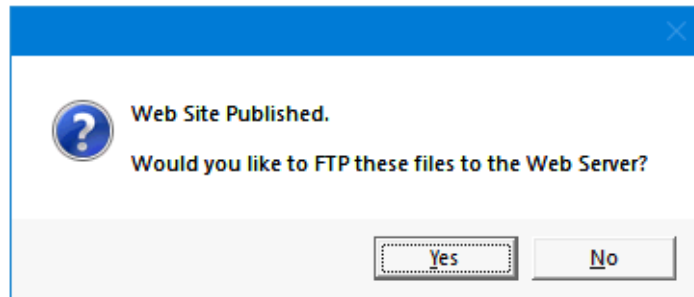 Web Site Published.
Would you like to FTP these files to the Web Server?
Yes
No